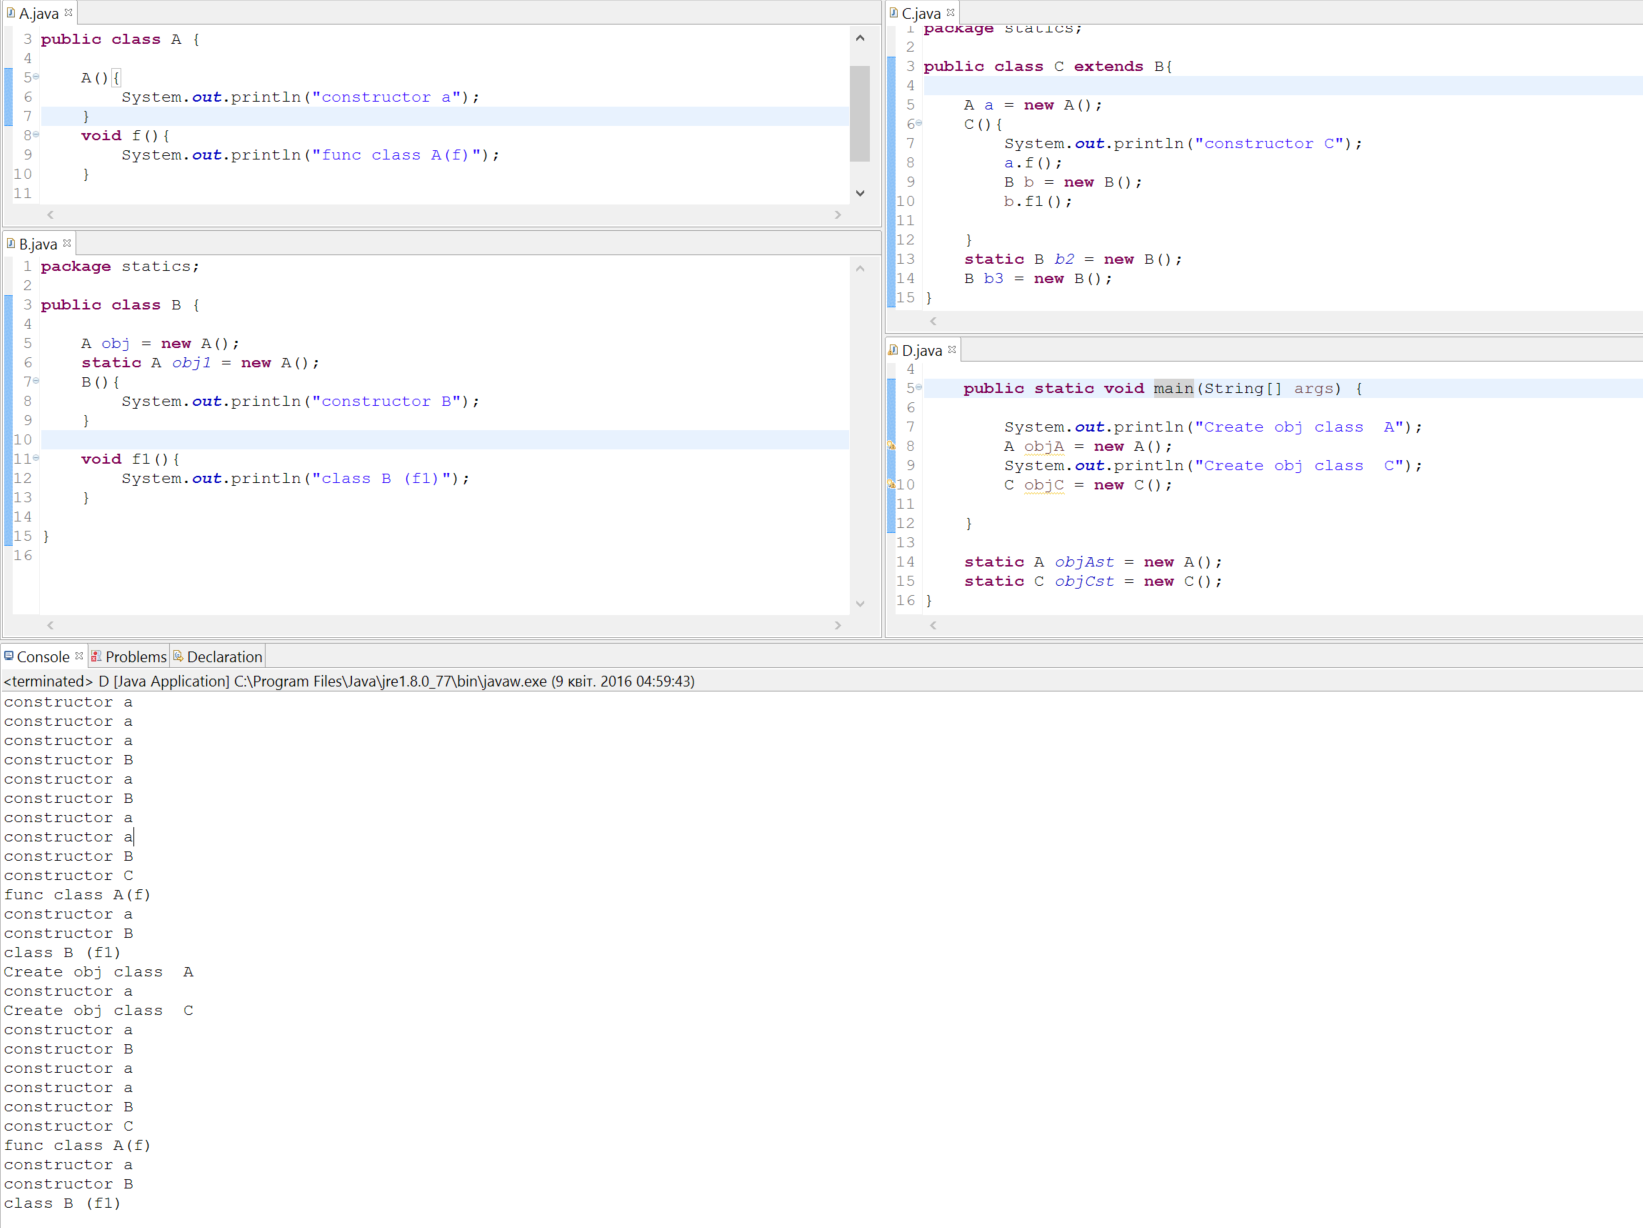 A.java
3 public class A {
4
5 A(){
6 System.out.println("constructor a");
7 }
8 void f(){
9 System.out.println("func class A(f)");
10 }
11
B.java
1 package statics;
2
3 public class B {
4
5 A obj = new A();
6 static A obj1 = new A();
7 B(){
8 System.out.println("constructor B");
9 }
10
11 void f1(){
12 System.out.println("class B (f1)");
13 }
14
15 }
16
C.java
1 package statics;
2
3 public class C extends B{
4
5 A a = new A();
6 C(){
7 System.out.println("constructor C");
8 a.f();
9 B b = new B();
10 b.f1();
11
12 }
13 static B b2 = new B();
14 B b3 = new B();
15 }
D.java
4
5 public static void main(String[] args) {
6
7 System.out.println("Create obj class  A");
8 A objA = new A();
9 System.out.println("Create obj class  C");
10 C objC = new C();
11
12 }
13
14 static A objAst = new A();
15 static C objCst = new C();
16 }
Console Problems Declaration
<terminated> D [Java Application] C:\Program Files\Java\jre1.8.0_77\bin\javaw.exe (9 квіт. 2016 04:59:43)
constructor a
constructor a
constructor a
constructor B
constructor a
constructor B
constructor a
constructor a
constructor B
constructor C
func class A(f)
constructor a
constructor B
class B (f1)
Create obj class  A
constructor a
Create obj class  C
constructor a
constructor B
constructor a
constructor a
constructor B
constructor C
func class A(f)
constructor a
constructor B
class B (f1)